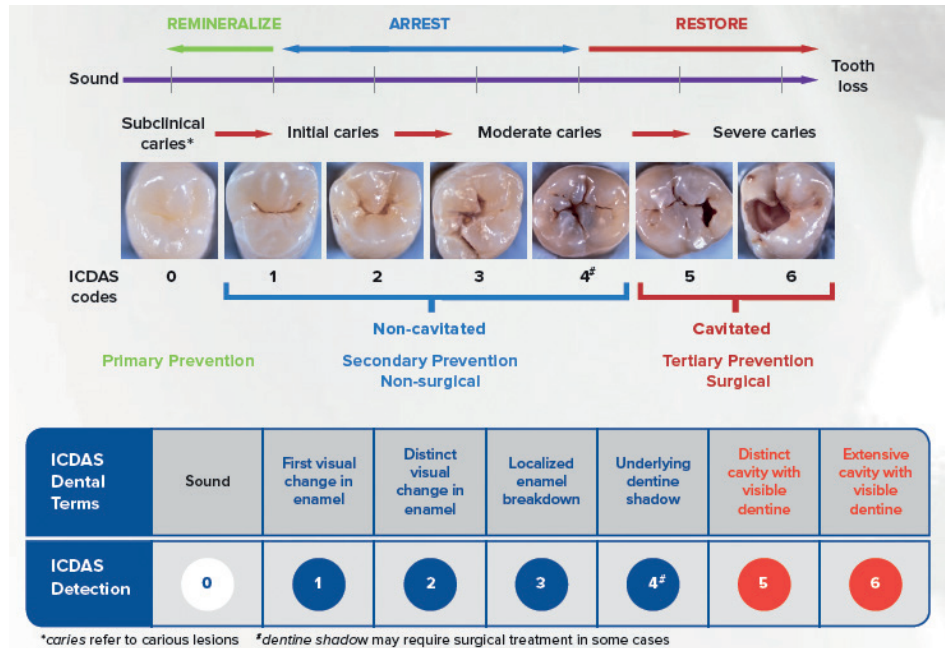 REMINERALIZE ARREST RESTORE
Sound
Tooth
loss
Subclinical
caries*
Initial caries
Moderate caries
Severe caries
ICDAS
codes
0 1 2 3 4# 5 6
Non-cavitated
Cavitated
Primary Prevention
Secondary Prevention
Non-surgical
Tertiary Prevention
Surgical
ICDAS
Dental
Terms
Sound
First visual
change in
enamel
Distinct
visual
change in
enamel
Localized
enamel
breakdown
Underlying
dentine
shadow
Distinct
cavity with
visible
dentine
Extensive
cavity with
visible
dentine
ICDAS
Detection
0 1 2 3 4# 5 6
*caries refer to carious lesions #dentine shadow may require surgical treatment in some cases